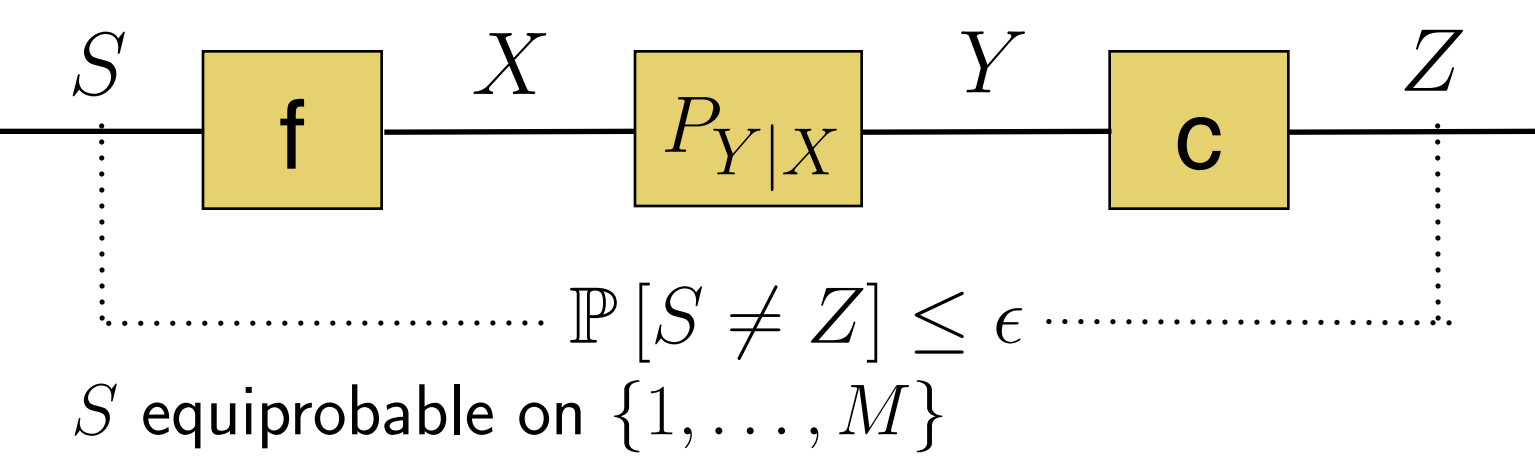 S X Y Z
f P_{Y|X} c
ℙ[S ≠ Z] ≤ ϵ
S equiprobable on {1, . . . , M}